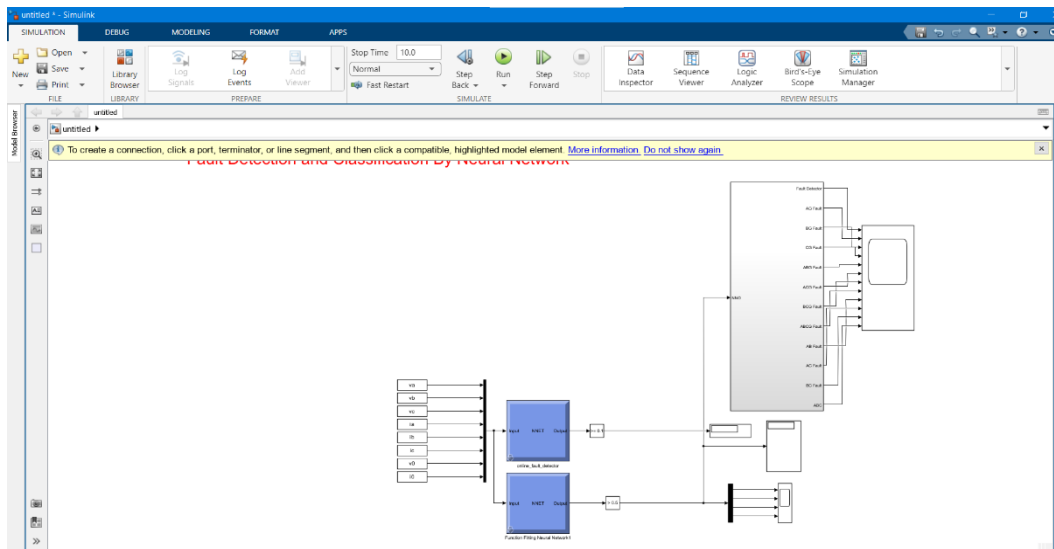 untitled * - Simulink
SIMULATION DEBUG MODELING FORMAT APPS
New
Open
Save
Print
FILE
Library Browser
LIBRARY
Log Signals
Log Events
Add Viewer
PREPARE
Stop Time 10.0
Normal
Fast Restart
Step Back
Run
Step Forward
Stop
SIMULATE
Data Inspector
Sequence Viewer
Logic Analyzer
Bird's-Eye Scope
Simulation Manager
REVIEW RESULTS
Model Browser
untitled
untitled
To create a connection, click a port, terminator, or line segment, and then click a compatible, highlighted model element. More information. Do not show again.
Fault Detection and Classification By Neural Network
Fault Detector
AG Fault
BG Fault
CG Fault
ABG Fault
ACG Fault
BCG Fault
ABCG Fault
AB Fault
AC Fault
BC Fault
ABC
va
vb
vc
ia
ib
ic
v0
i0
Input NNET Output
online_fault_detector
Input NNET Output
> 0.5
Function Fitting Neural Network1